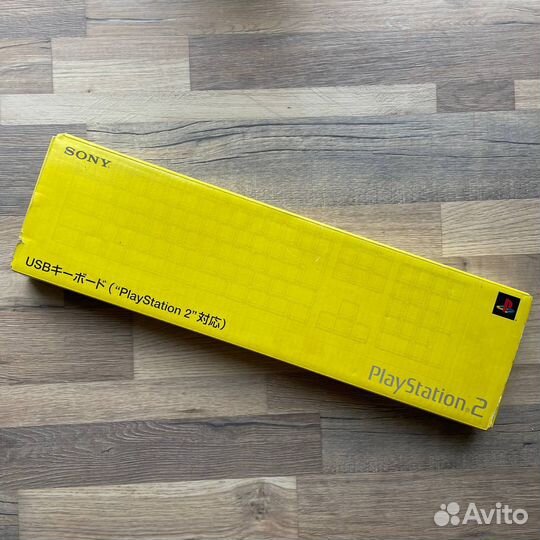 SONY
USBキーボード（“PlayStation 2”対応）
PlayStation®2
Avito